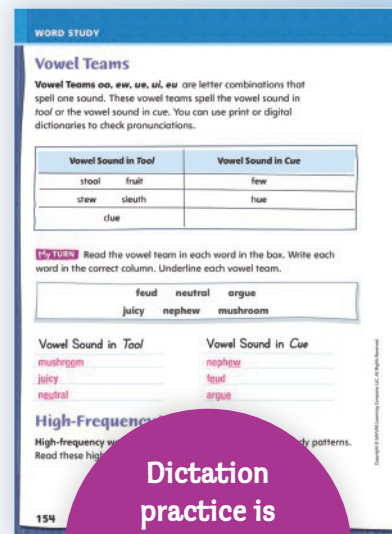 WORD STUDY
Vowel Teams
Vowel Teams oo, ew, ue, ui, eu are letter combinations that
spell one sound. These vowel teams spell the vowel sound in
tool or the vowel sound in cue. You can use print or digital
dictionaries to check pronunciations.
Vowel Sound in Tool Vowel Sound in Cue
stool fruit few
stew sleuth hue
clue
My TURN Read the vowel team in each word in the box. Write each
word in the correct column. Underline each vowel team.
feud neutral argue
juicy nephew mushroom
Vowel Sound in Tool Vowel Sound in Cue
mushroom nephew
juicy feud
neutral argue
High-Frequency
High-frequency patterns.
Read these
154
Dictation
practice is